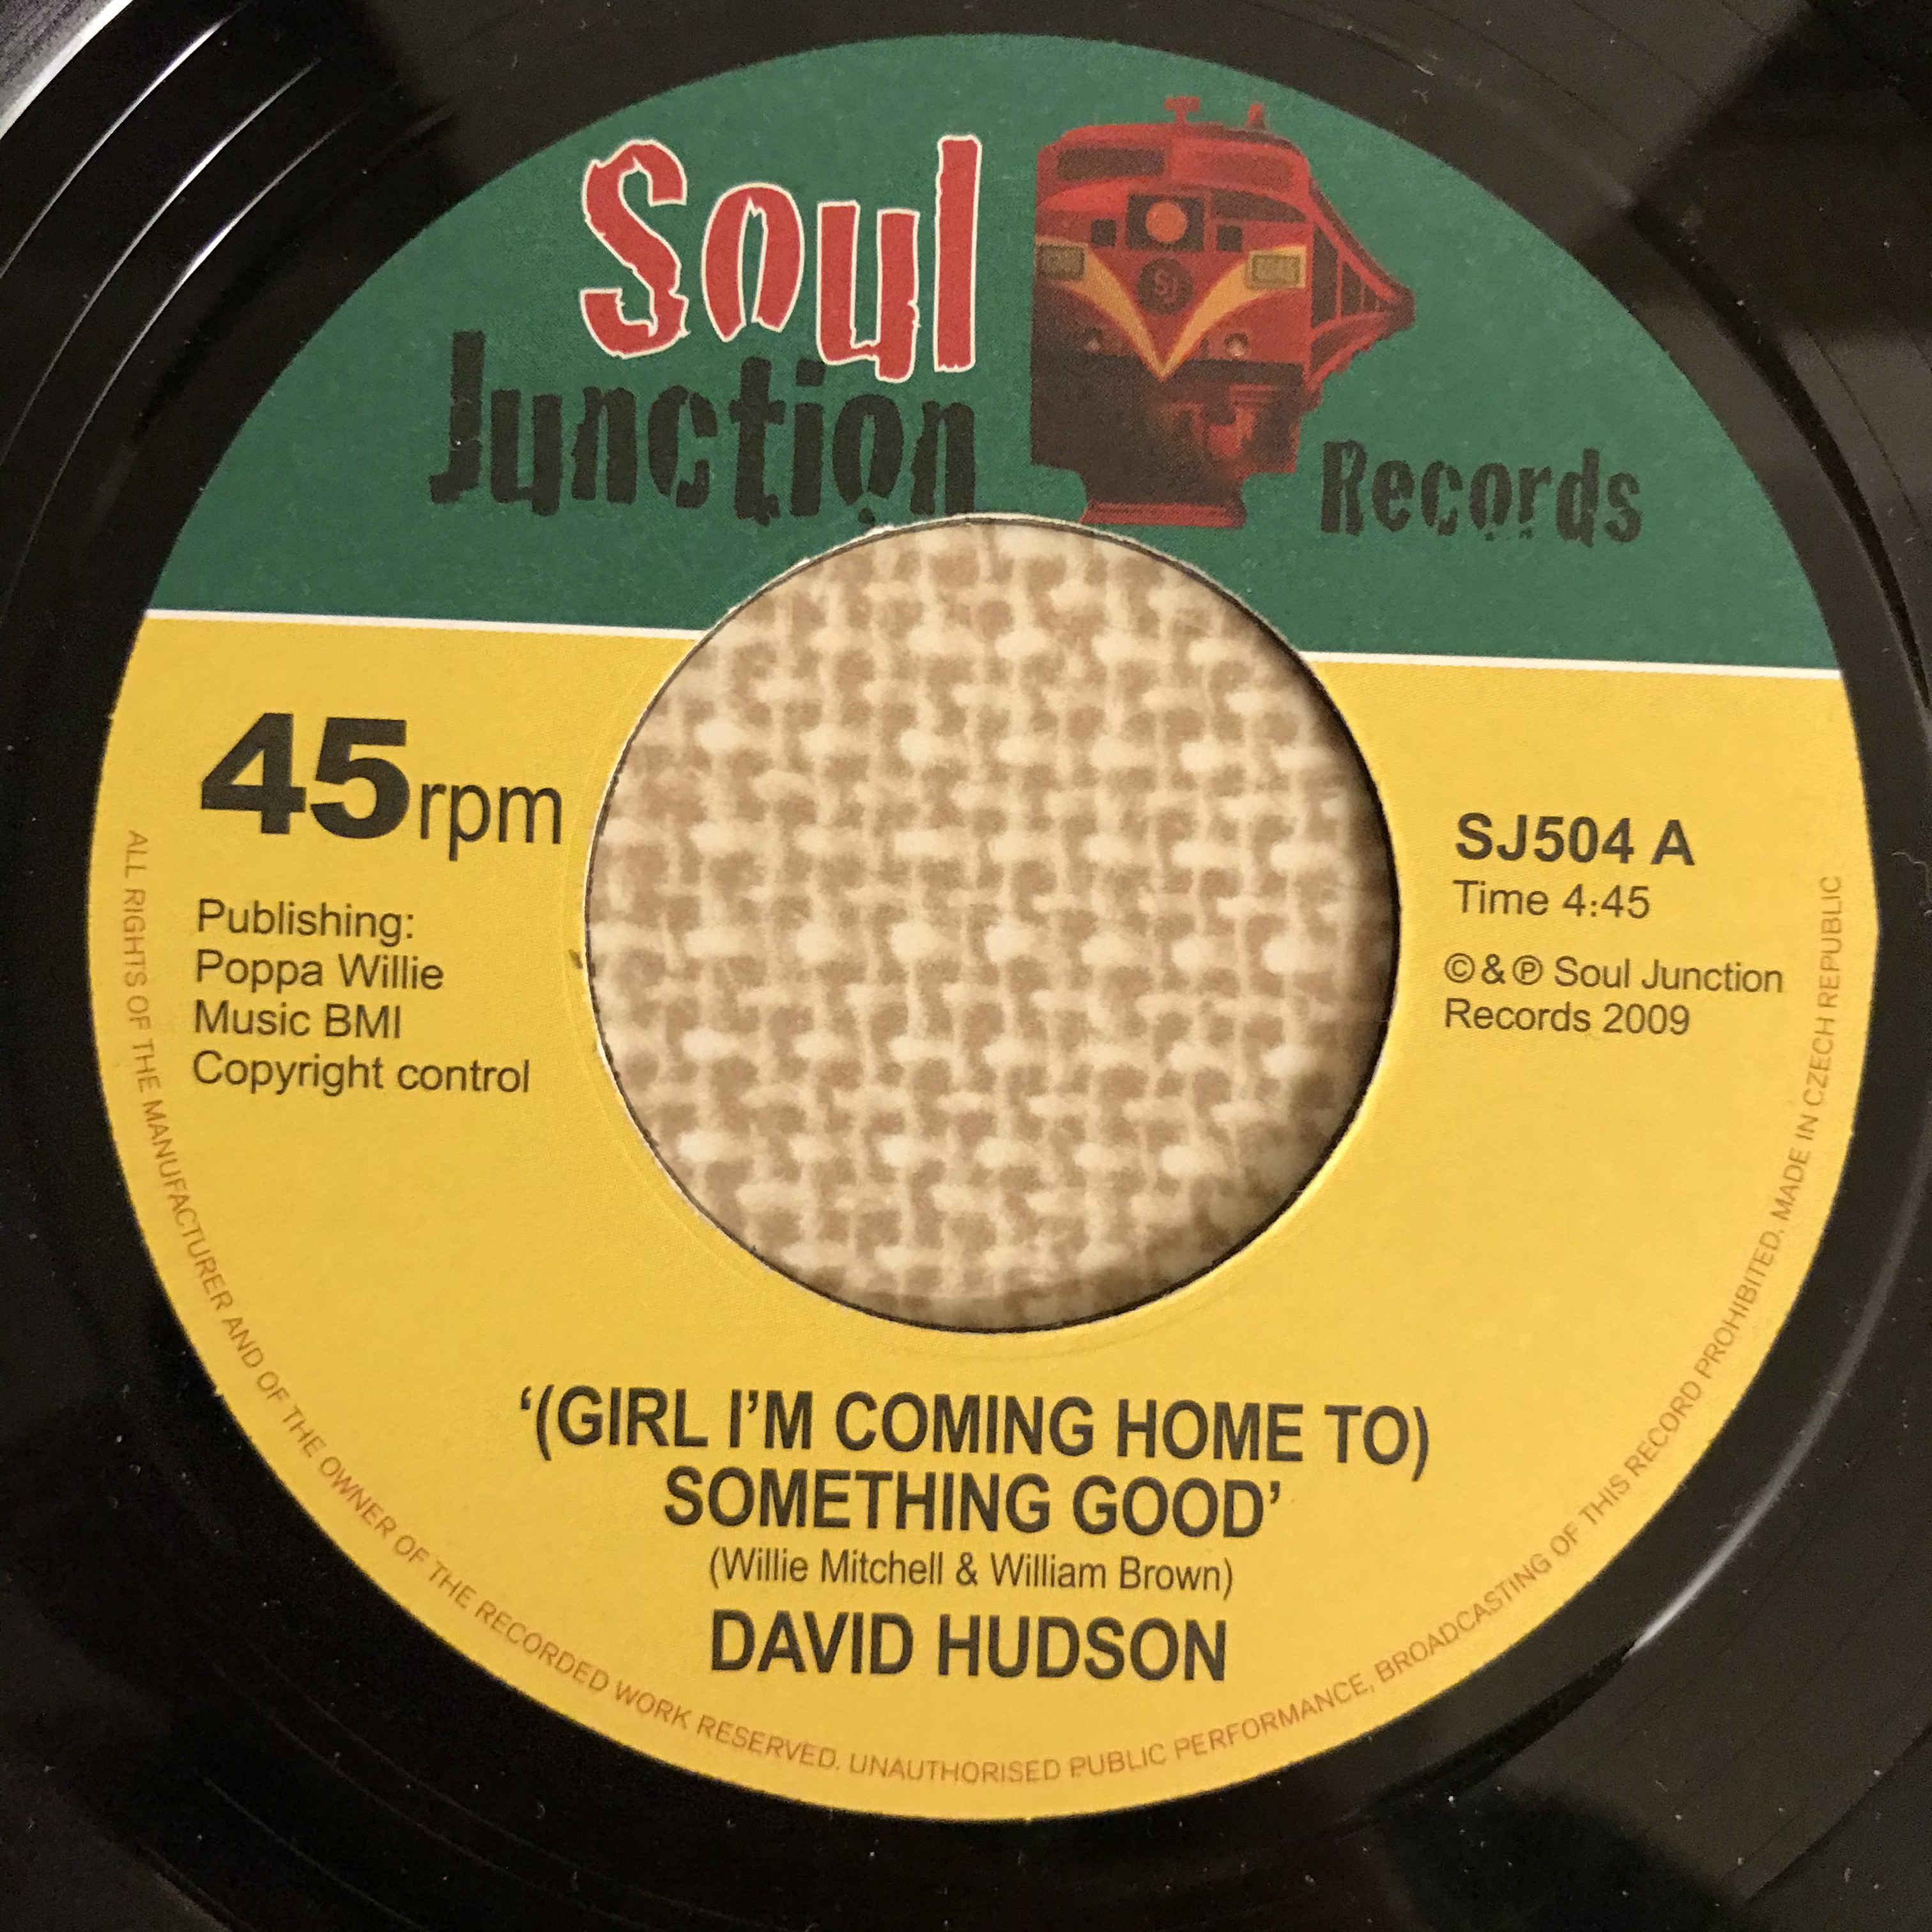 Soul
Junction
Records
SJ
45rpm
Publishing:
Poppa Willie
Music BMI
Copyright control
SJ504 A
Time 4:45
©&℗ Soul Junction
Records 2009
‘(GIRL I’M COMING HOME TO)
SOMETHING GOOD’
(Willie Mitchell & William Brown)
DAVID HUDSON
ALL RIGHTS OF THE MANUFACTURER AND OF THE OWNER OF THE RECORDED WORK RESERVED. UNAUTHORISED PUBLIC PERFORMANCE, BROADCASTING OF THIS RECORD PROHIBITED. MADE IN CZECH REPUBLIC